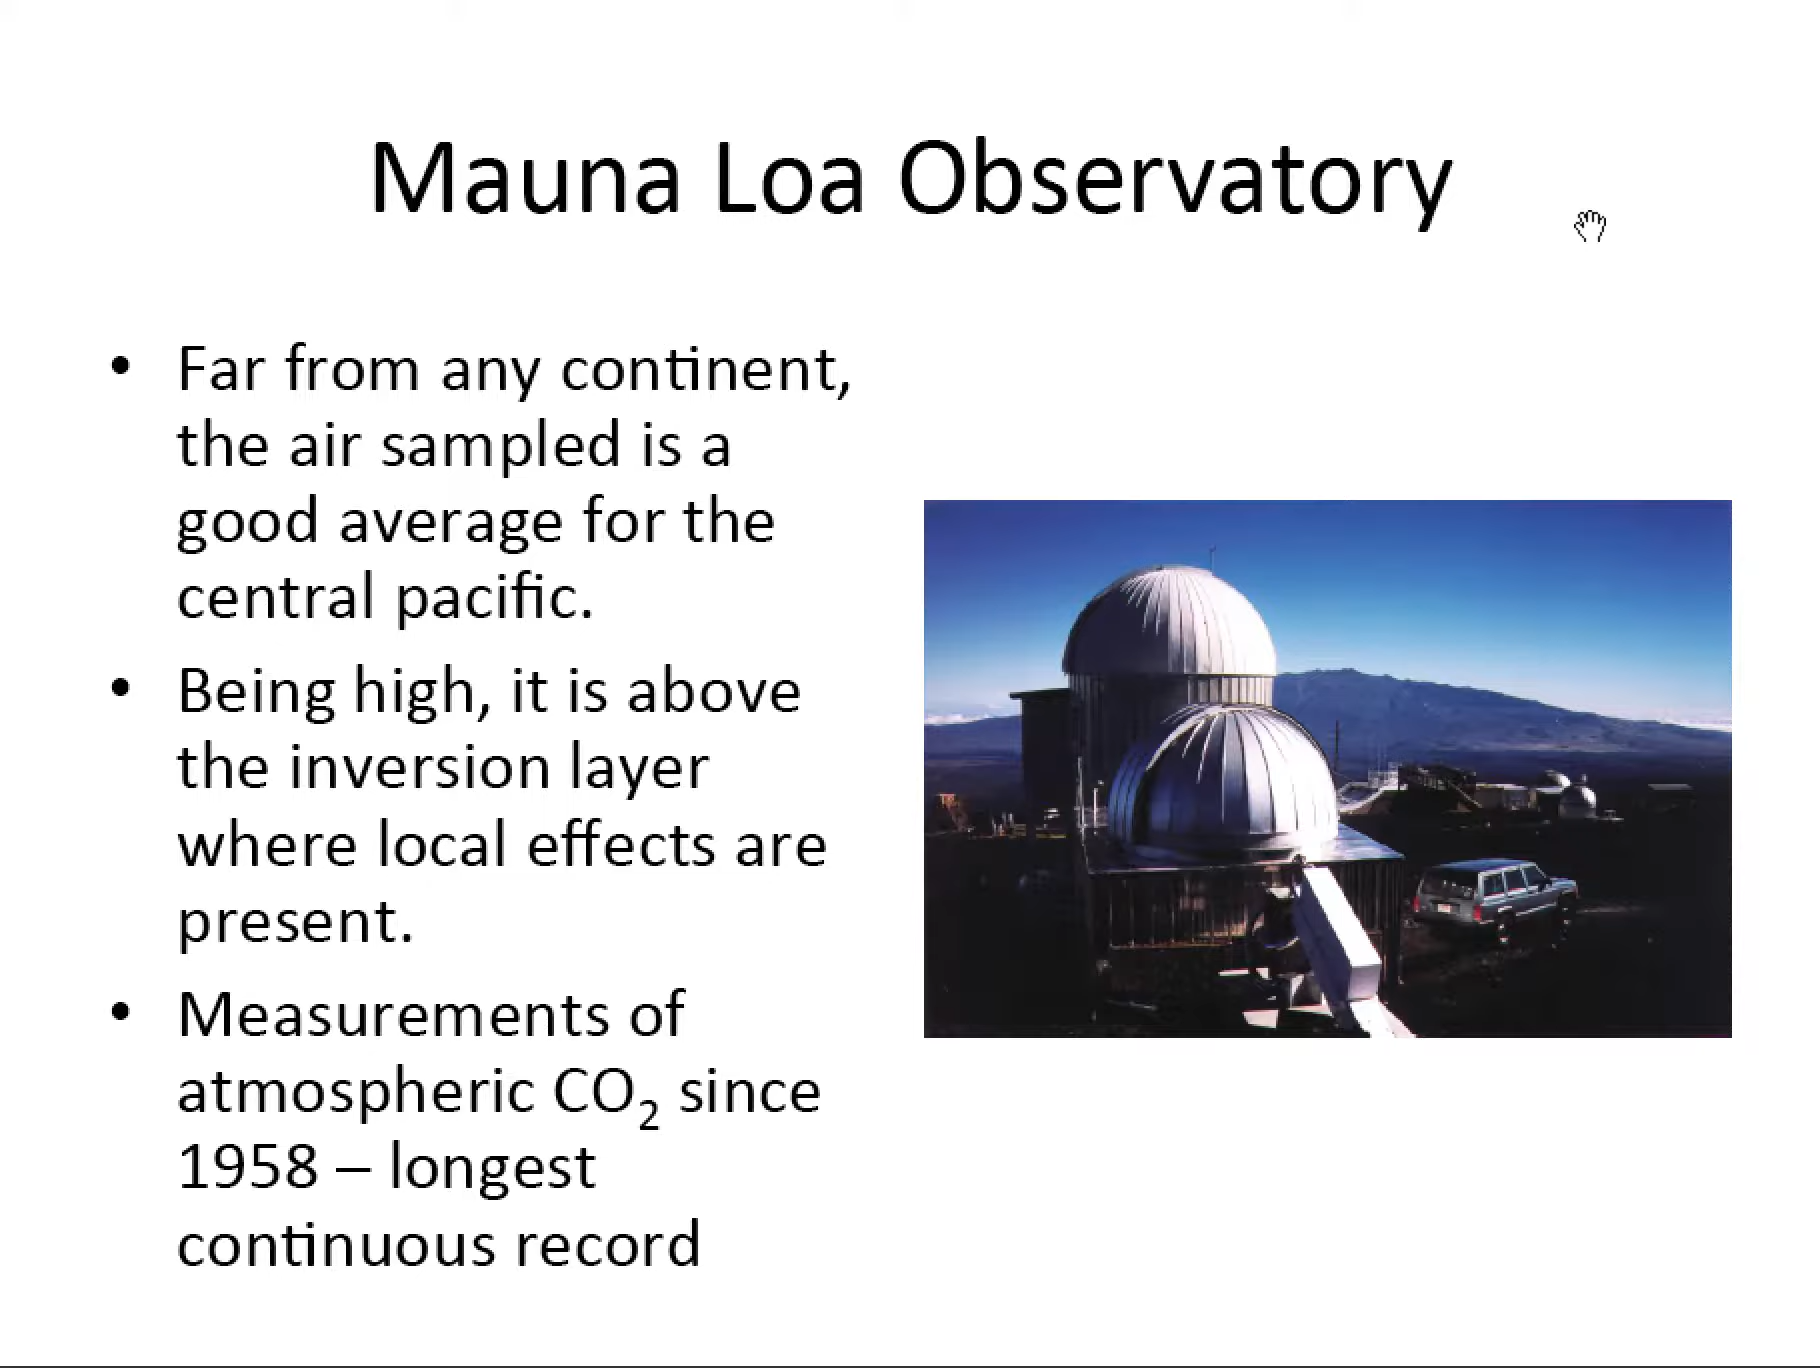 Mauna Loa Observatory
• Far from any continent,
the air sampled is a
good average for the
central pacific.
• Being high, it is above
the inversion layer
where local effects are
present.
• Measurements of
atmospheric CO₂ since
1958 – longest
continuous record